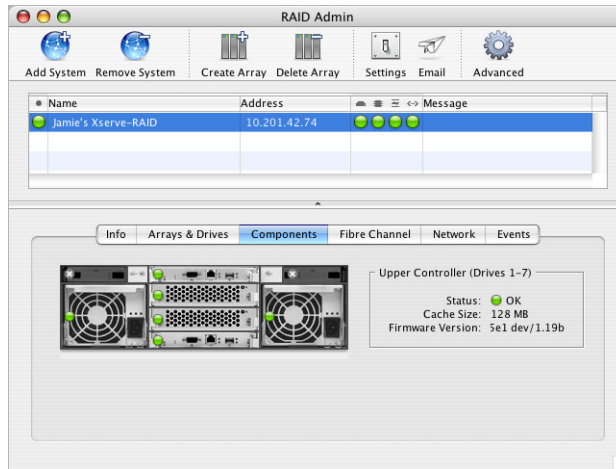 RAID Admin
Add System Remove System Create Array Delete Array Settings Email Advanced
Name Address Message
Jamie's Xserve-RAID 10.201.42.74
Info Arrays & Drives Components Fibre Channel Network Events
Upper Controller (Drives 1-7)
Status: OK
Cache Size: 128 MB
Firmware Version: 5e1 dev/1.19b